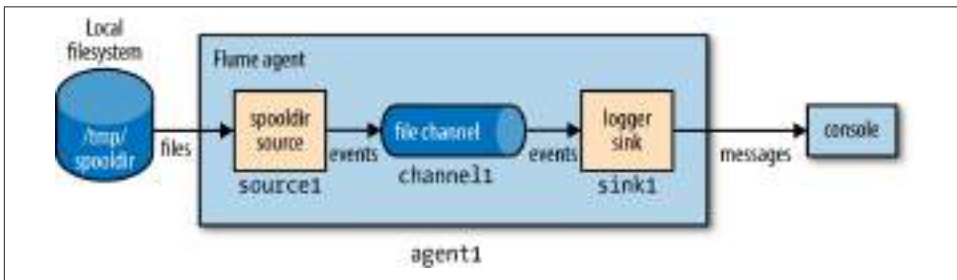 Local
filesystem
/tmp/
spooldir
files
Flume agent
spooldir
source
source1
events
file channel
channel1
events
logger
sink
sink1
messages
console
agent1